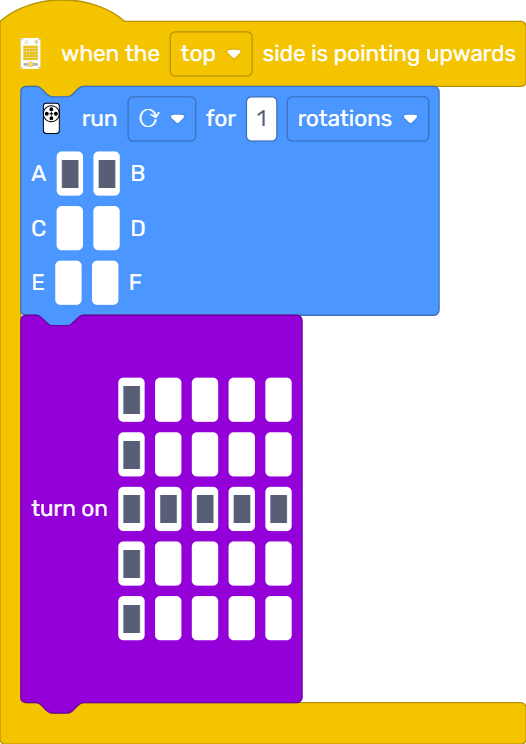 when the top side is pointing upwards
run for 1 rotations
A B
C D
E F
turn on